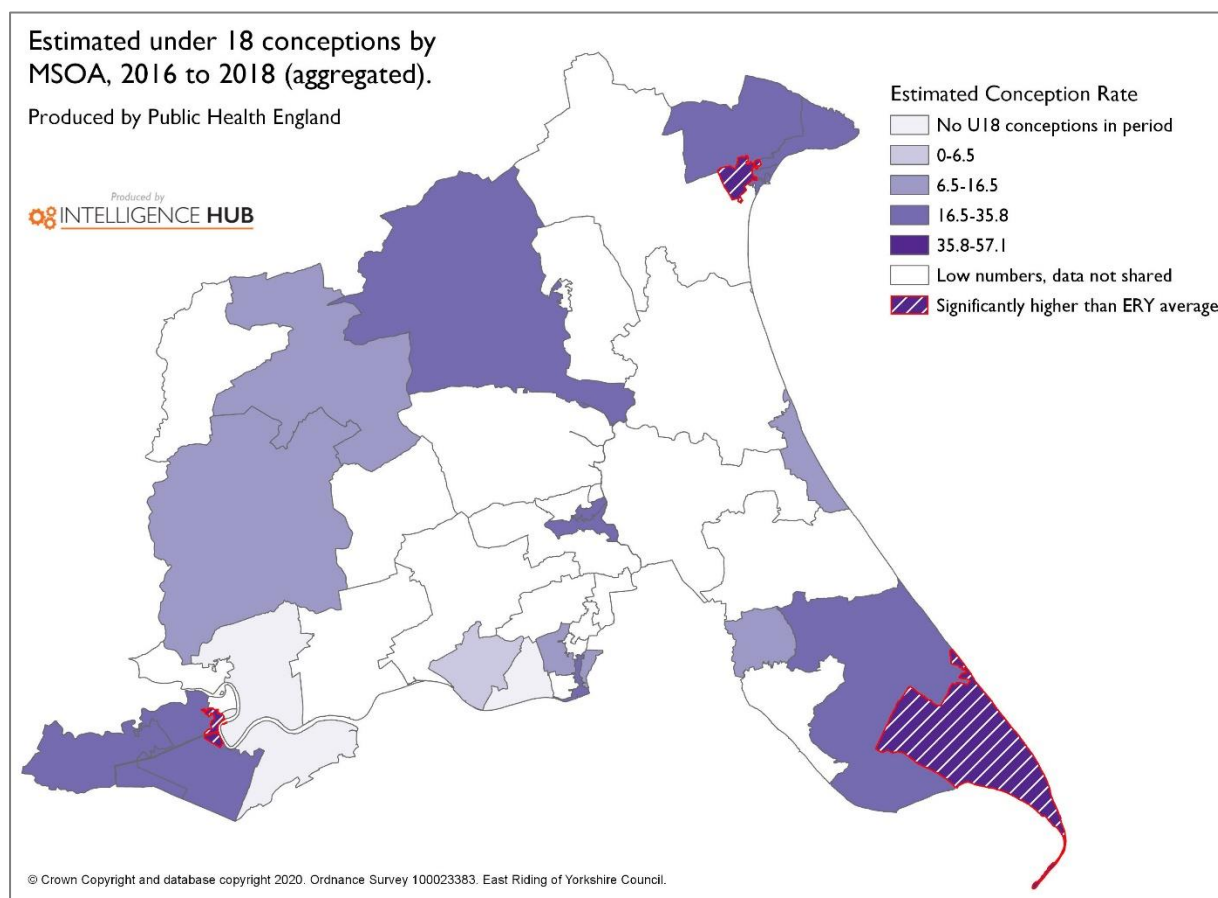 Estimated under 18 conceptions by
MSOA, 2016 to 2018 (aggregated).
Produced by Public Health England
Produced by
INTELLIGENCE HUB
Estimated Conception Rate
No U18 conceptions in period
0-6.5
6.5-16.5
16.5-35.8
35.8-57.1
Low numbers, data not shared
Significantly higher than ERY average
© Crown Copyright and database copyright 2020. Ordnance Survey 100023383. East Riding of Yorkshire Council.